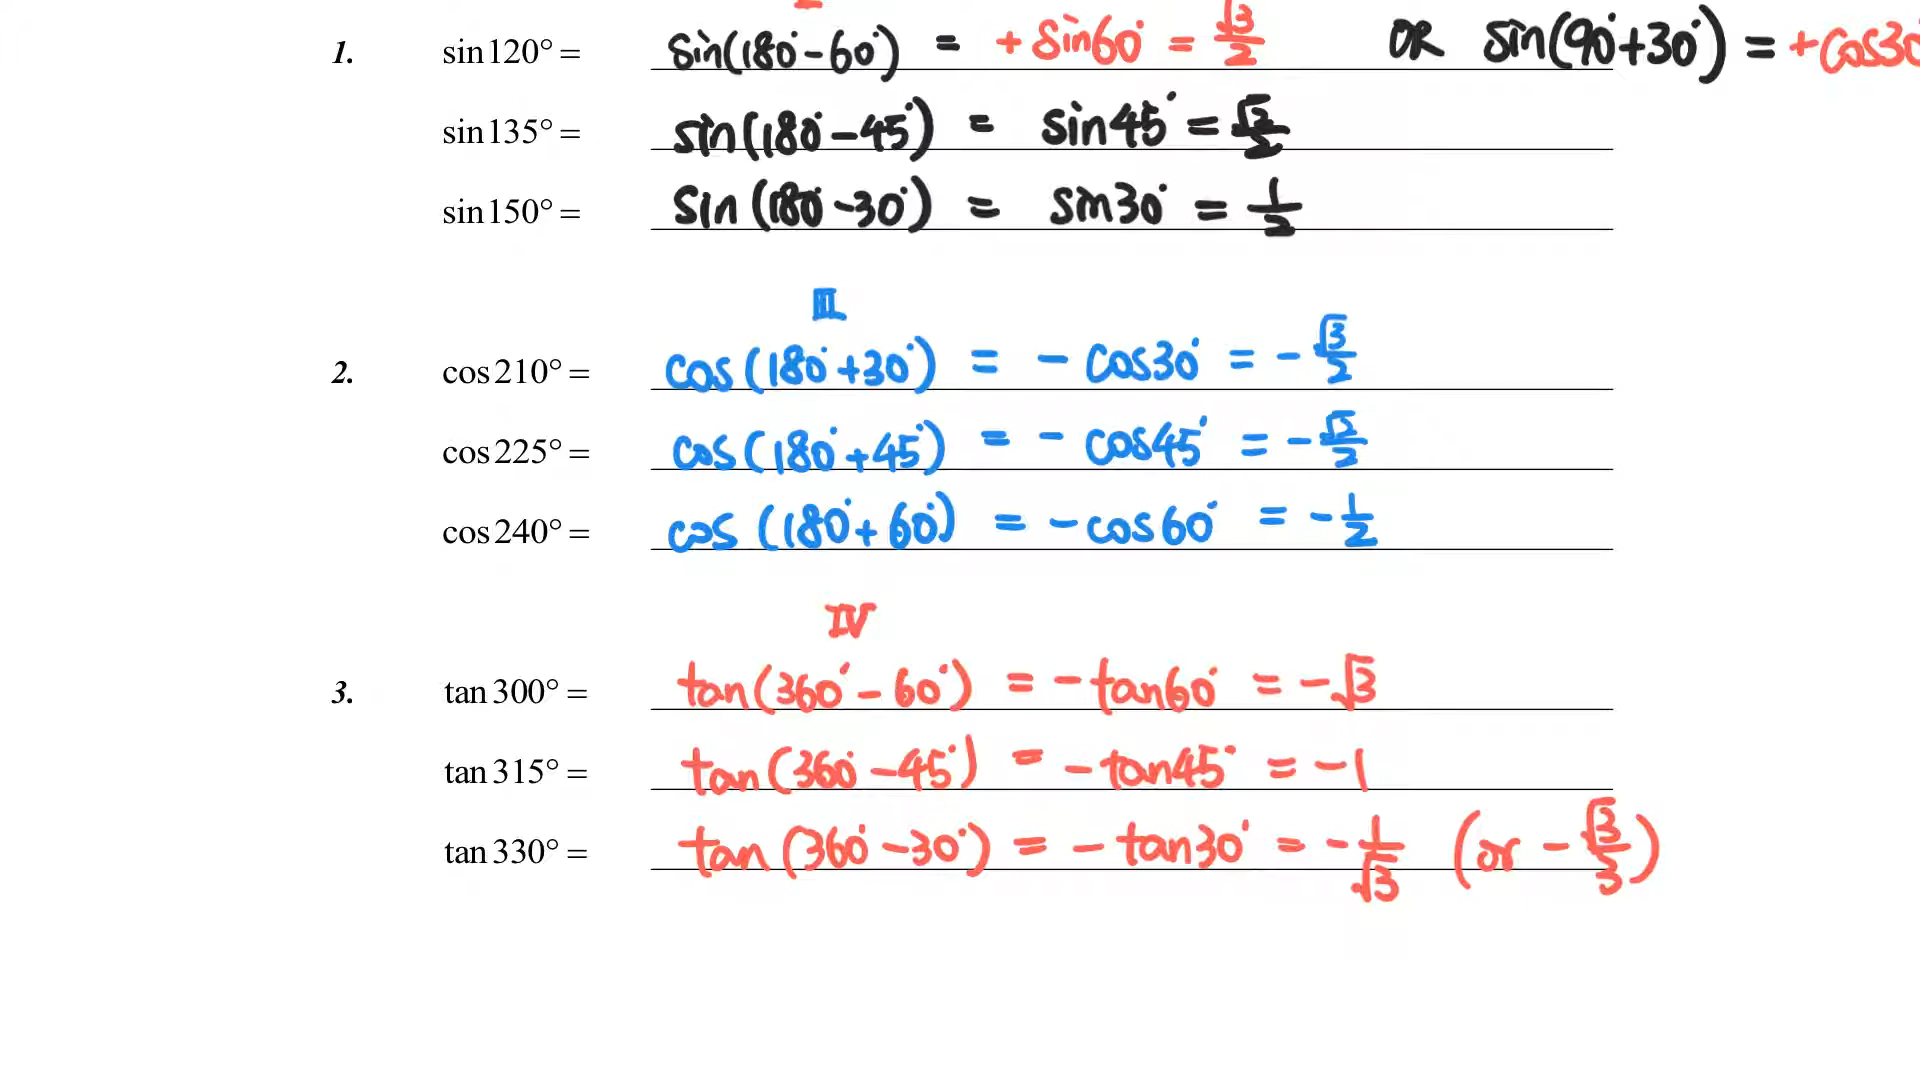 1. sin120° = sin(180°-60°) = +sin60° = √3/2 OR sin(90°+30°) = +cos30
sin135° = sin(180°-45°) = sin45° = √2/2
sin150° = sin(180°-30°) = sin30° = 1/2
III
2. cos210° = cos(180°+30°) = -cos30° = -√3/2
cos225° = cos(180°+45°) = -cos45° = -√2/2
cos240° = cos(180°+60°) = -cos60° = -1/2
IV
3. tan300° = tan(360°-60°) = -tan60° = -√3
tan315° = tan(360°-45°) = -tan45° = -1
tan330° = tan(360°-30°) = -tan30° = -1/√3 (or -√3/3)